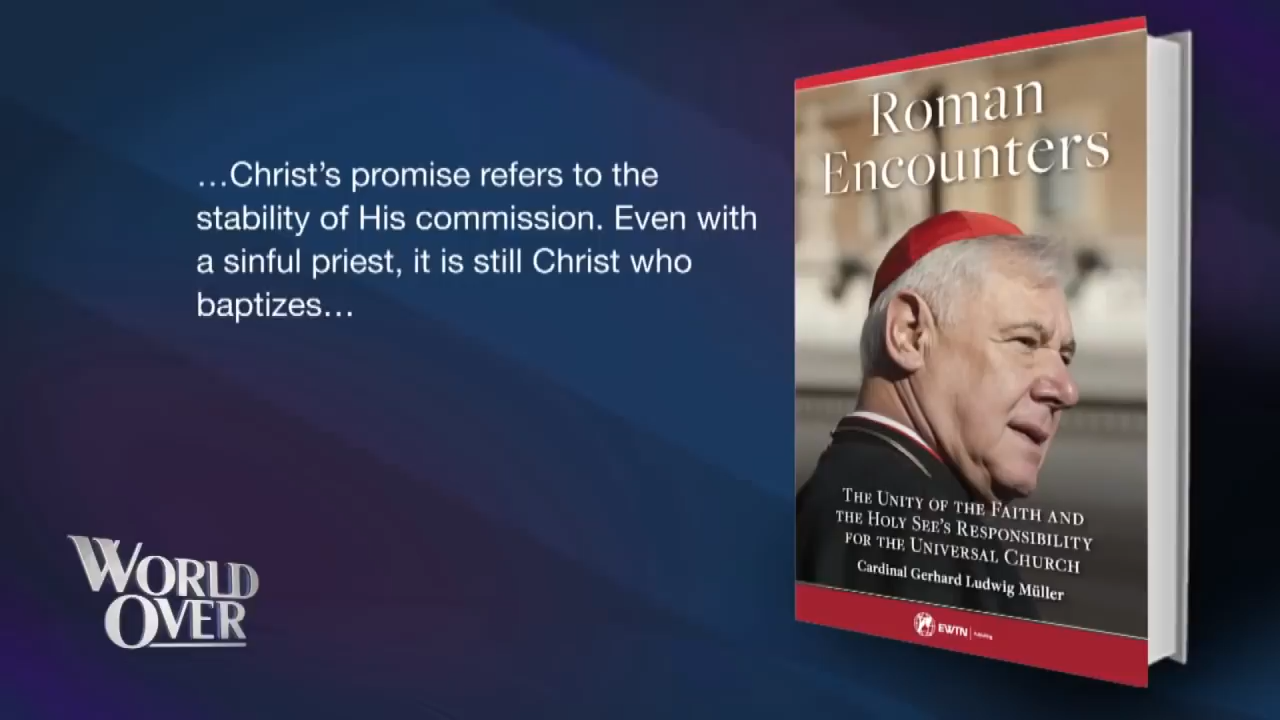 …Christ's promise refers to the
stability of His commission. Even with
a sinful priest, it is still Christ who
baptizes…
WORLD
OVER
Roman
Encounters
THE UNITY OF THE FAITH AND
THE HOLY SEE'S RESPONSIBILITY
FOR THE UNIVERSAL CHURCH
Cardinal Gerhard Ludwig Müller
EWTN